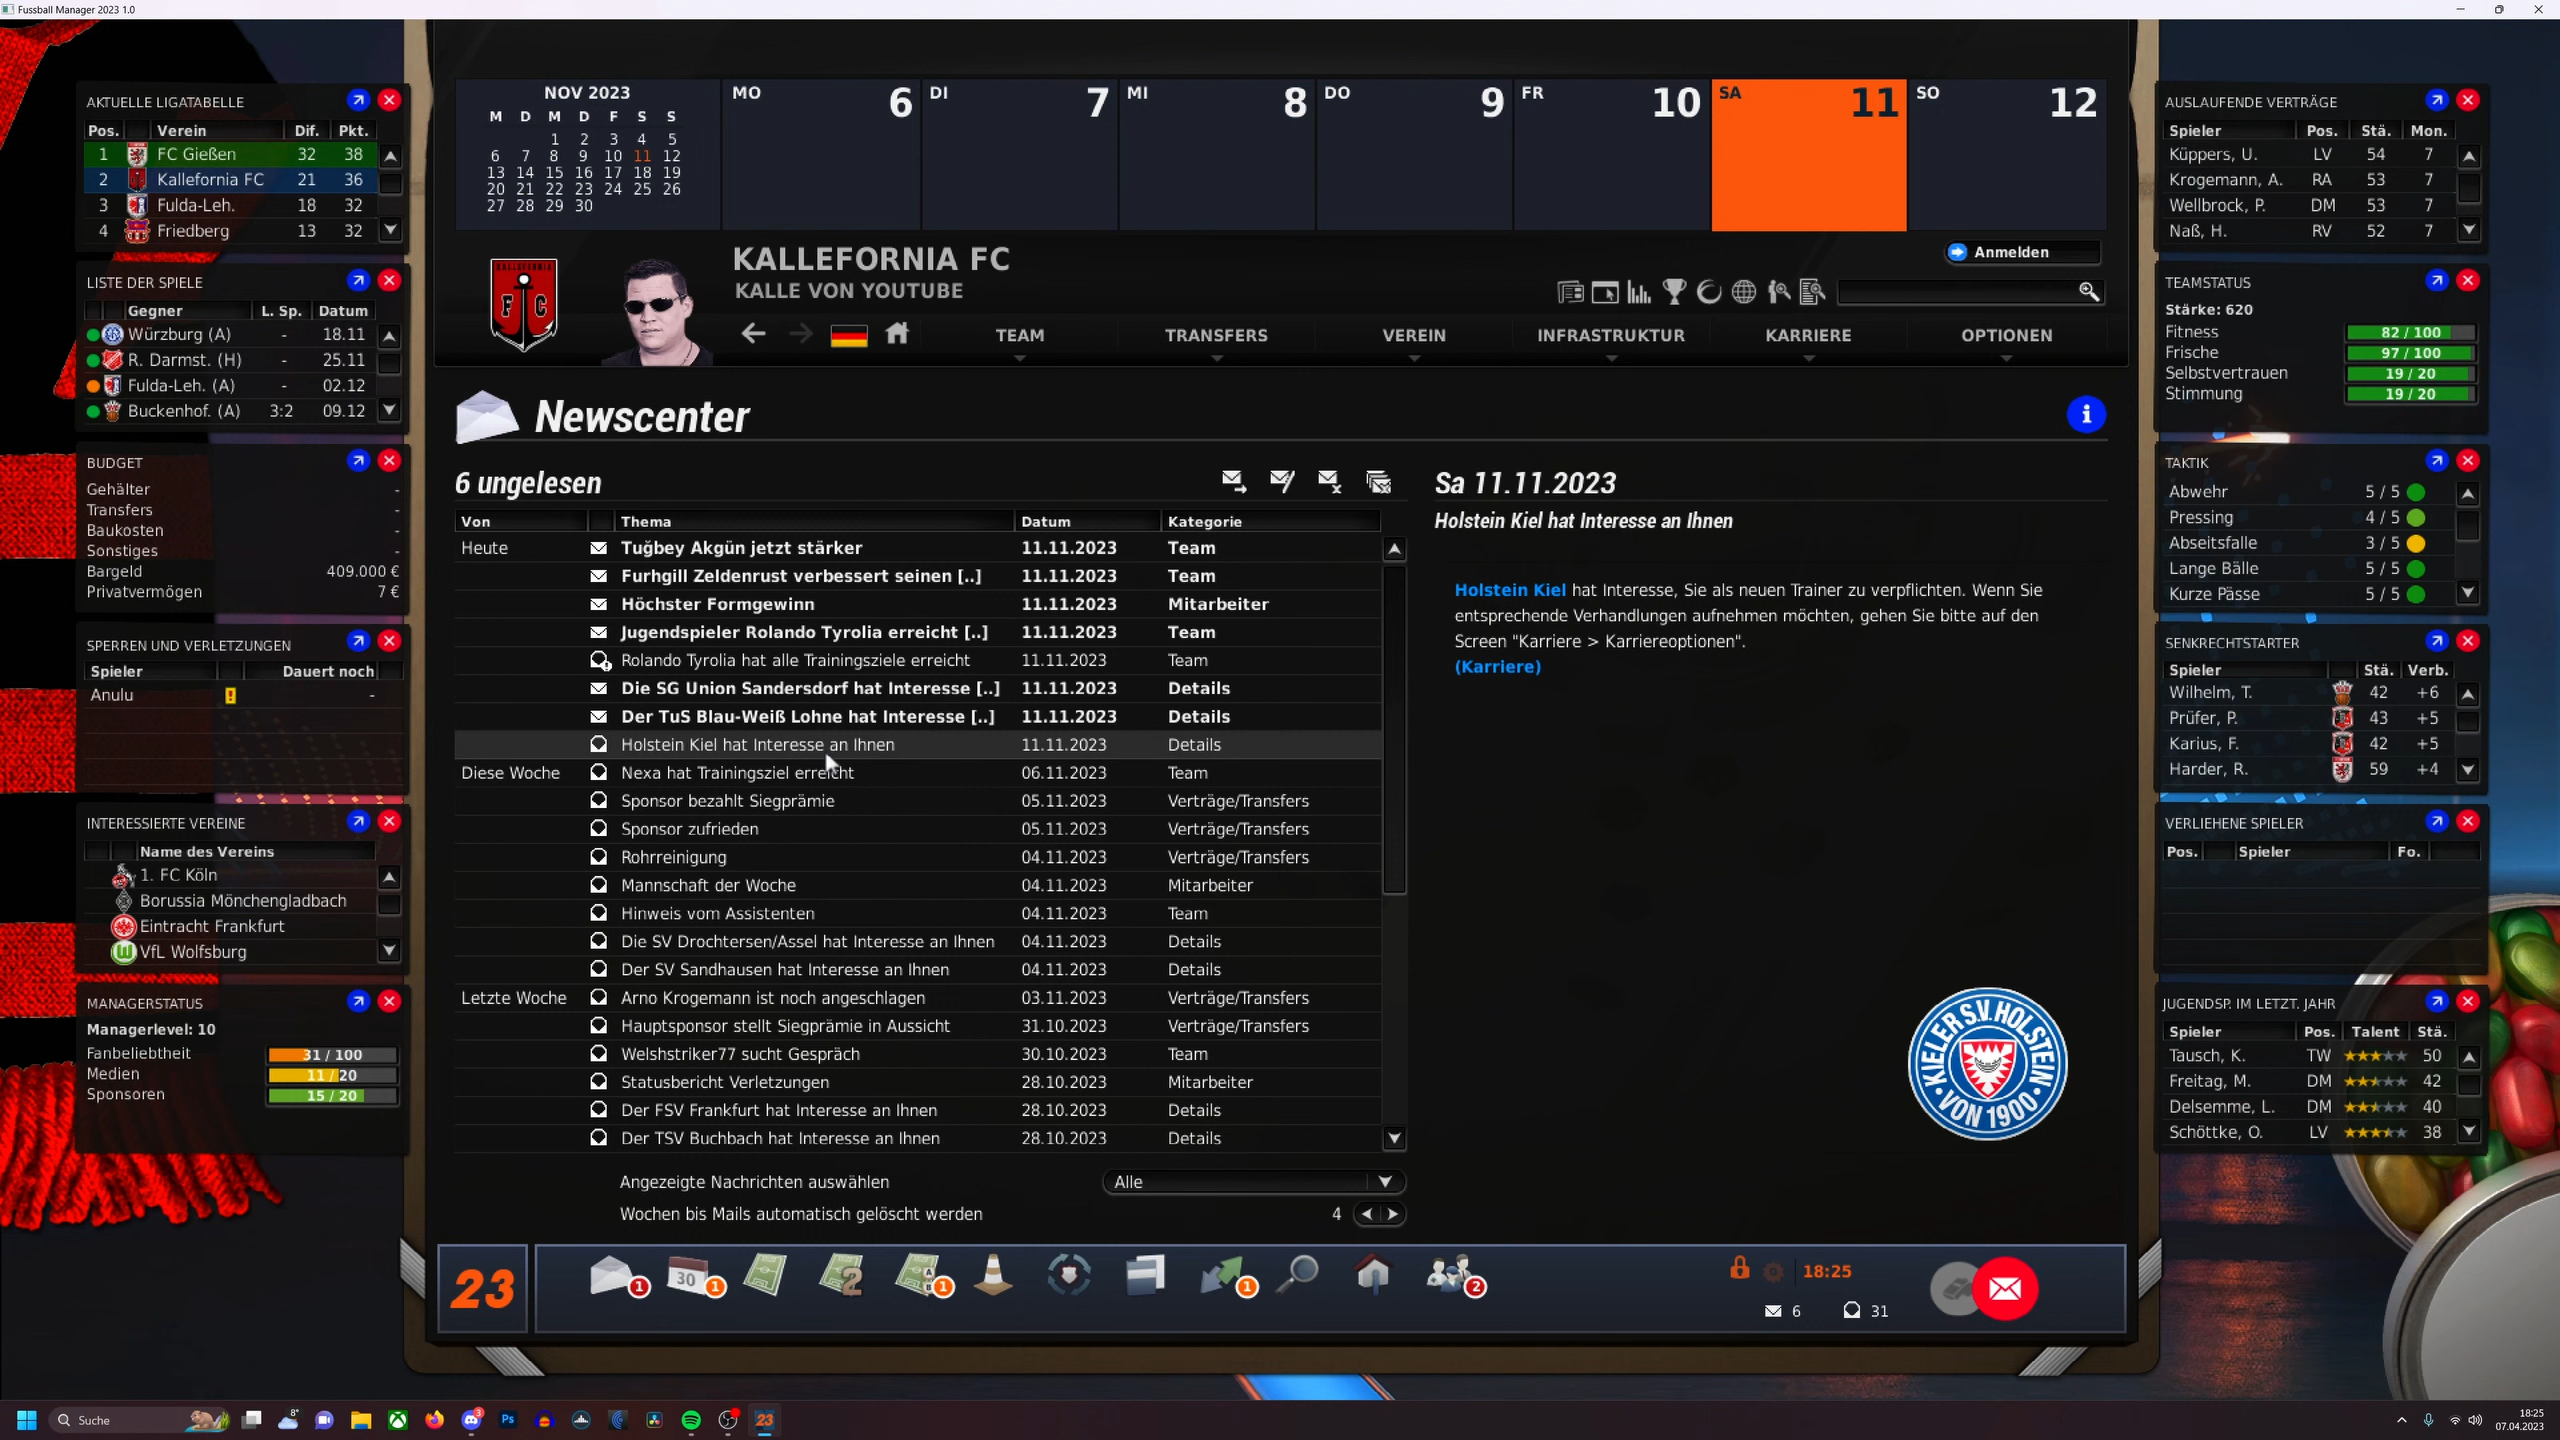 Fussball Manager 2023 1.0
AKTUELLE LIGATABELLE
Pos. Verein Dif. Pkt.
1 FC Gießen 32 38
2 Kallefornia FC 21 36
3 Fulda-Leh. 18 32
4 Friedberg 13 32
LISTE DER SPIELE
Gegner L. Sp. Datum
Würzburg (A) - 18.11
R. Darmst. (H) - 25.11
Fulda-Leh. (A) - 02.12
Buckenhof. (A) 3:2 09.12
BUDGET
Gehälter -
Transfers -
Baukosten -
Sonstiges -
Bargeld 409.000 €
Privatvermögen 7 €
SPERREN UND VERLETZUNGEN
Spieler Dauert noch
Anulu -
INTERESSIERTE VEREINE
Name des Vereins
1. FC Köln
Borussia Mönchengladbach
Eintracht Frankfurt
VfL Wolfsburg
MANAGERSTATUS
Managerlevel: 10
Fanbeliebtheit 31 / 100
Medien 11 / 20
Sponsoren 15 / 20
NOV 2023
M D M D F S S
1 2 3 4 5
6 7 8 9 10 11 12
13 14 15 16 17 18 19
20 21 22 23 24 25 26
27 28 29 30
MO 6 DI 7 MI 8 DO 9 FR 10 SA 11 SO 12
KALLEFORNIA FC
KALLE VON YOUTUBE
Anmelden
TEAM TRANSFERS VEREIN INFRASTRUKTUR KARRIERE OPTIONEN
Newscenter
6 ungelesen
Von Thema Datum Kategorie
Heute Tuğbey Akgün jetzt stärker 11.11.2023 Team
Furhgill Zeldenrust verbessert seinen [..] 11.11.2023 Team
Höchster Formgewinn 11.11.2023 Mitarbeiter
Jugendspieler Rolando Tyrolia erreicht [..] 11.11.2023 Team
Rolando Tyrolia hat alle Trainingsziele erreicht 11.11.2023 Team
Die SG Union Sandersdorf hat Interesse [..] 11.11.2023 Details
Der TuS Blau-Weiß Lohne hat Interesse [..] 11.11.2023 Details
Holstein Kiel hat Interesse an Ihnen 11.11.2023 Details
Diese Woche Nexa hat Trainingsziel erreicht 06.11.2023 Team
Sponsor bezahlt Siegprämie 05.11.2023 Verträge/Transfers
Sponsor zufrieden 05.11.2023 Verträge/Transfers
Rohrreinigung 04.11.2023 Verträge/Transfers
Mannschaft der Woche 04.11.2023 Mitarbeiter
Hinweis vom Assistenten 04.11.2023 Team
Die SV Drochtersen/Assel hat Interesse an Ihnen 04.11.2023 Details
Der SV Sandhausen hat Interesse an Ihnen 04.11.2023 Details
Letzte Woche Arno Krogemann ist noch angeschlagen 03.11.2023 Verträge/Transfers
Hauptsponsor stellt Siegprämie in Aussicht 31.10.2023 Verträge/Transfers
Welshstriker77 sucht Gespräch 30.10.2023 Team
Statusbericht Verletzungen 28.10.2023 Mitarbeiter
Der FSV Frankfurt hat Interesse an Ihnen 28.10.2023 Details
Der TSV Buchbach hat Interesse an Ihnen 28.10.2023 Details
Angezeigte Nachrichten auswählen Alle
Wochen bis Mails automatisch gelöscht werden 4
Sa 11.11.2023
Holstein Kiel hat Interesse an Ihnen
Holstein Kiel hat Interesse, Sie als neuen Trainer zu verpflichten. Wenn Sie
entsprechende Verhandlungen aufnehmen möchten, gehen Sie bitte auf den
Screen "Karriere > Karriereoptionen".
(Karriere)
KIELER S.V. HOLSTEIN
VON 1900
AUSLAUFENDE VERTRÄGE
Spieler Pos. Stä. Mon.
Küppers, U. LV 54 7
Krogemann, A. RA 53 7
Wellbrock, P. DM 53 7
Naß, H. RV 52 7
TEAMSTATUS
Stärke: 620
Fitness 82 / 100
Frische 97 / 100
Selbstvertrauen 19 / 20
Stimmung 19 / 20
TAKTIK
Abwehr 5 / 5
Pressing 4 / 5
Abseitsfalle 3 / 5
Lange Bälle 5 / 5
Kurze Pässe 5 / 5
SENKRECHTSTARTER
Spieler Stä. Verb.
Wilhelm, T. 42 +6
Prüfer, P. 43 +5
Karius, F. 42 +5
Harder, R. 59 +4
VERLIEHENE SPIELER
Pos. Spieler Fo.
JUGENDSP. IM LETZT. JAHR
Spieler Pos. Talent Stä.
Tausch, K. TW 50
Freitag, M. DM 42
Delsemme, L. DM 40
Schöttke, O. LV 38
23 1 30 1 2 1 1 2 18:25
6 31
Suche 8° 3 Ps 23
18:25
07.04.2023